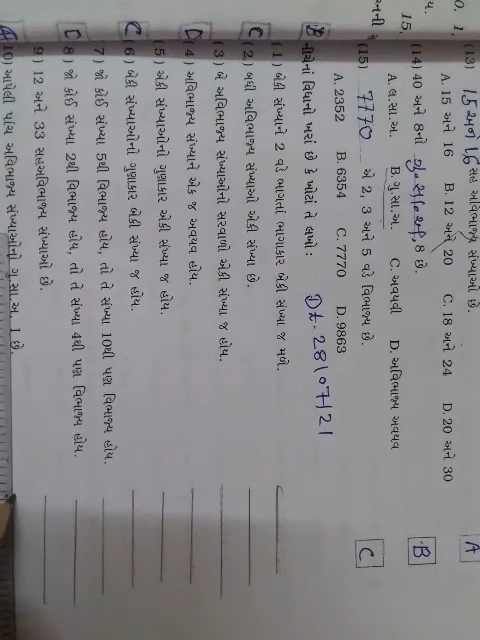 0, 1,
(13) 15 અને 16 સહ અવિભાજ્ય સંખ્યાઓ છે.
A
A. 15 અને 16 B. 12 અને 20 C. 18 અને 24 D. 20 અને 30
15, (14) 40 અને 8નો ગુ.સા.અ. 8 છે.
B
A. લ.સા.અ. B. ગુ.સા.અ C. અવયવી D. અવિભાજ્ય અવયવ
(15) 7770 એ 2, 3 અને 5 વડે વિભાજ્ય છે.
C
A. 2352 B. 6354 C. 7770 D. 9863
B નીચેનાં વિધાનો ખરાં છે કે ખોટાં તે લખો : Dt. 28/07/21
(1) બેકી સંખ્યાને 2 વડે ભાગતાં ભાગાકાર બેકી સંખ્યા જ મળે.
C (2) બધી અવિભાજ્ય સંખ્યાઓ એકી સંખ્યા છે.
(3) બે અવિભાજ્ય સંખ્યાઓનો સરવાળો એકી સંખ્યા જ હોય.
D (4) અવિભાજ્ય સંખ્યાને એક જ અવયવ હોય.
(5) એકી સંખ્યાઓનો ગુણાકાર એકી સંખ્યા જ હોય.
C (6) બેકી સંખ્યાઓનો ગુણાકાર બેકી સંખ્યા જ હોય.
7) જો કોઈ સંખ્યા 5થી વિભાજ્ય હોય, તો તે સંખ્યા 10થી પણ વિભાજ્ય હોય.
8) જો કોઈ સંખ્યા 2થી વિભાજ્ય હોય, તો તે સંખ્યા 4થી પણ વિભાજ્ય હોય.
9) 12 અને 33 સહઅવિભાજ્ય સંખ્યાઓ છે.
A 10) આપેલી પાંચ અવિભાજ્ય સંખ્યાઓનો ગુ.સા.અ. 1 છે.